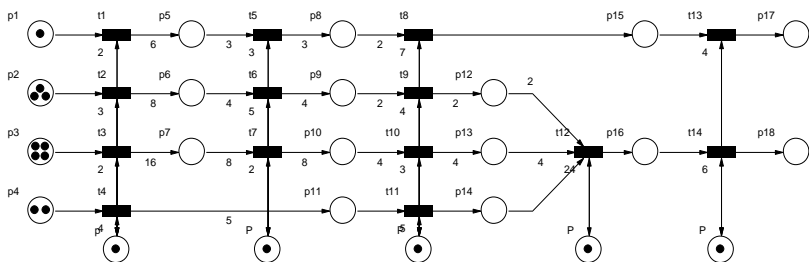 p1 t1 p5 t5 p8 t8 p15 t13 p17
6 3 3 2
2 3 7 4
p2 t2 p6 t6 p9 t9 p12
8 4 4 2 2 2
3 5 4
p3 t3 p7 t7 p10 t10 p13 t12 p16 t14 p18
16 8 8 4 4 4
2 2 3 24 6
p4 t4 p11 t11 p14
5
4 5
P P P P P